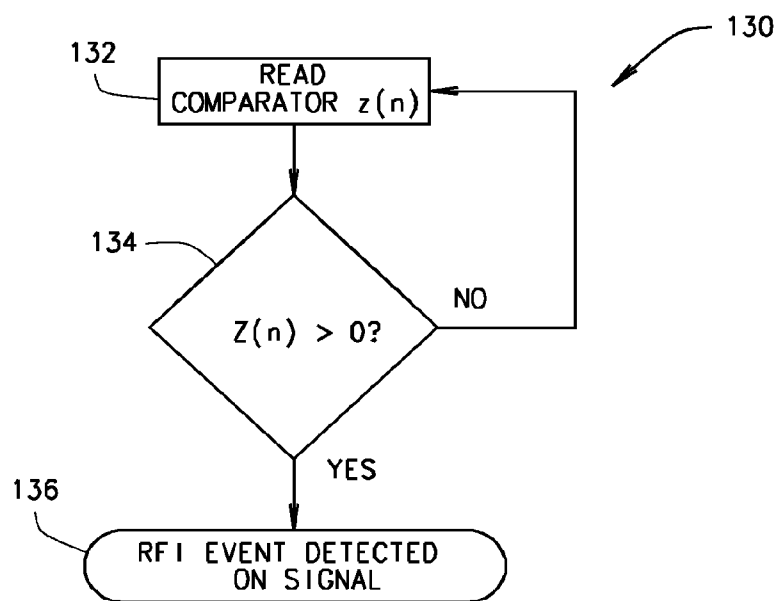 130
132
READ
COMPARATOR z(n)
134
Z(n) > 0?
NO
YES
136
RFI EVENT DETECTED
ON SIGNAL